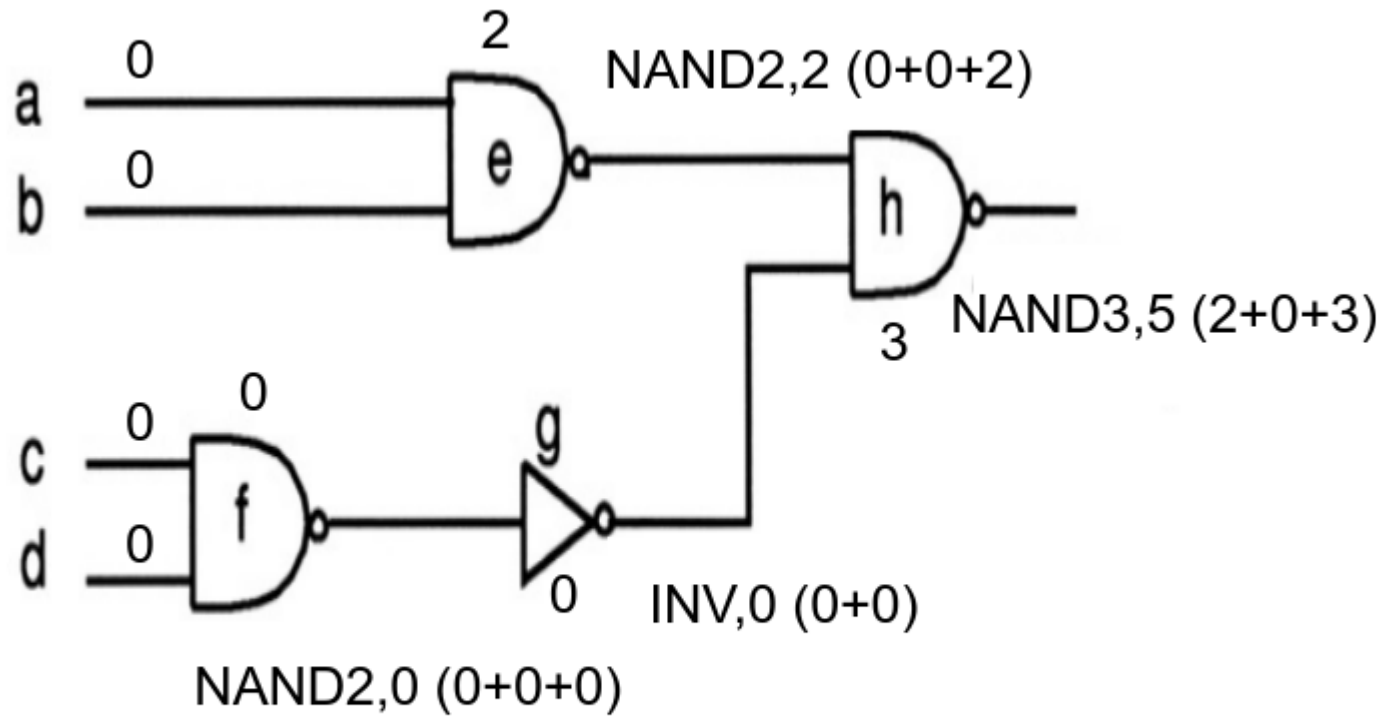 2
0
NAND2,2 (0+0+2)
a
e
0
b
h
NAND3,5 (2+0+3)
3
0
0
g
c
f
0
d
0
INV,0 (0+0)
NAND2,0 (0+0+0)